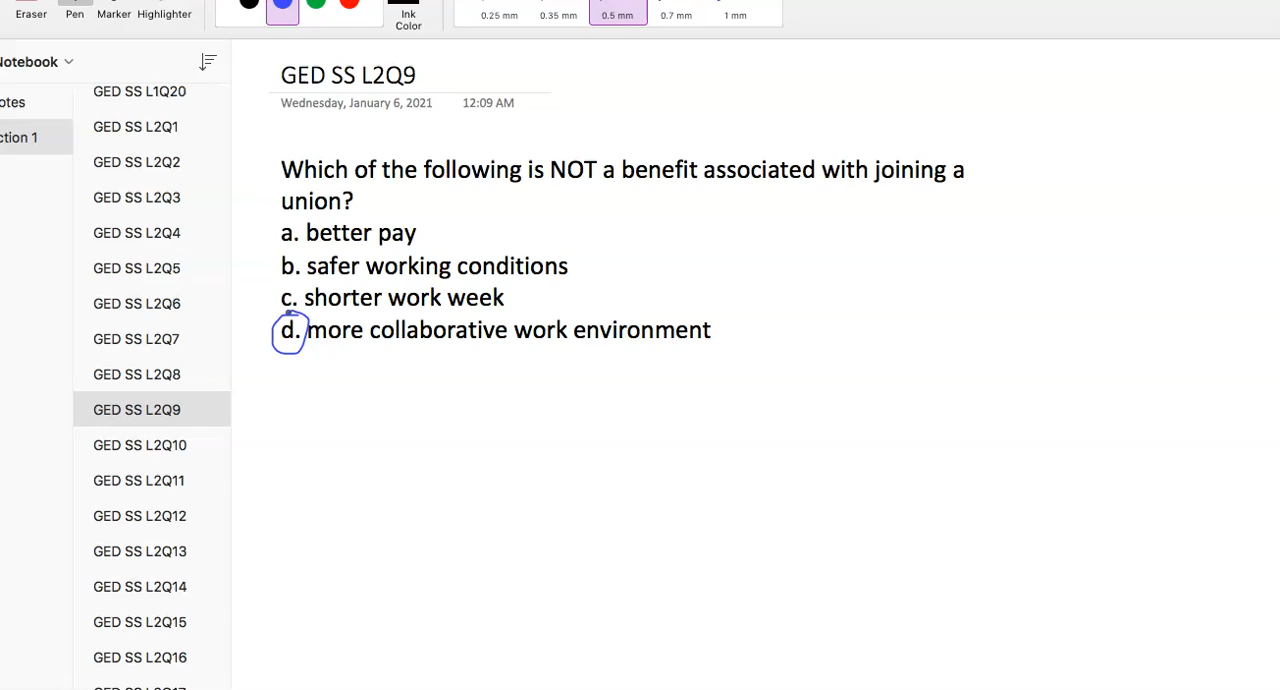 Eraser
Pen
Marker
Highlighter
Ink
Color
0.25 mm
0.35 mm
0.5 mm
0.7 mm
1 mm
Notebook
otes
ction 1
GED SS L1Q20
GED SS L2Q1
GED SS L2Q2
GED SS L2Q3
GED SS L2Q4
GED SS L2Q5
GED SS L2Q6
GED SS L2Q7
GED SS L2Q8
GED SS L2Q9
GED SS L2Q10
GED SS L2Q11
GED SS L2Q12
GED SS L2Q13
GED SS L2Q14
GED SS L2Q15
GED SS L2Q16
GED SS L2Q9
Wednesday, January 6, 2021 12:09 AM
Which of the following is NOT a benefit associated with joining a
union?
a. better pay
b. safer working conditions
c. shorter work week
d. more collaborative work environment